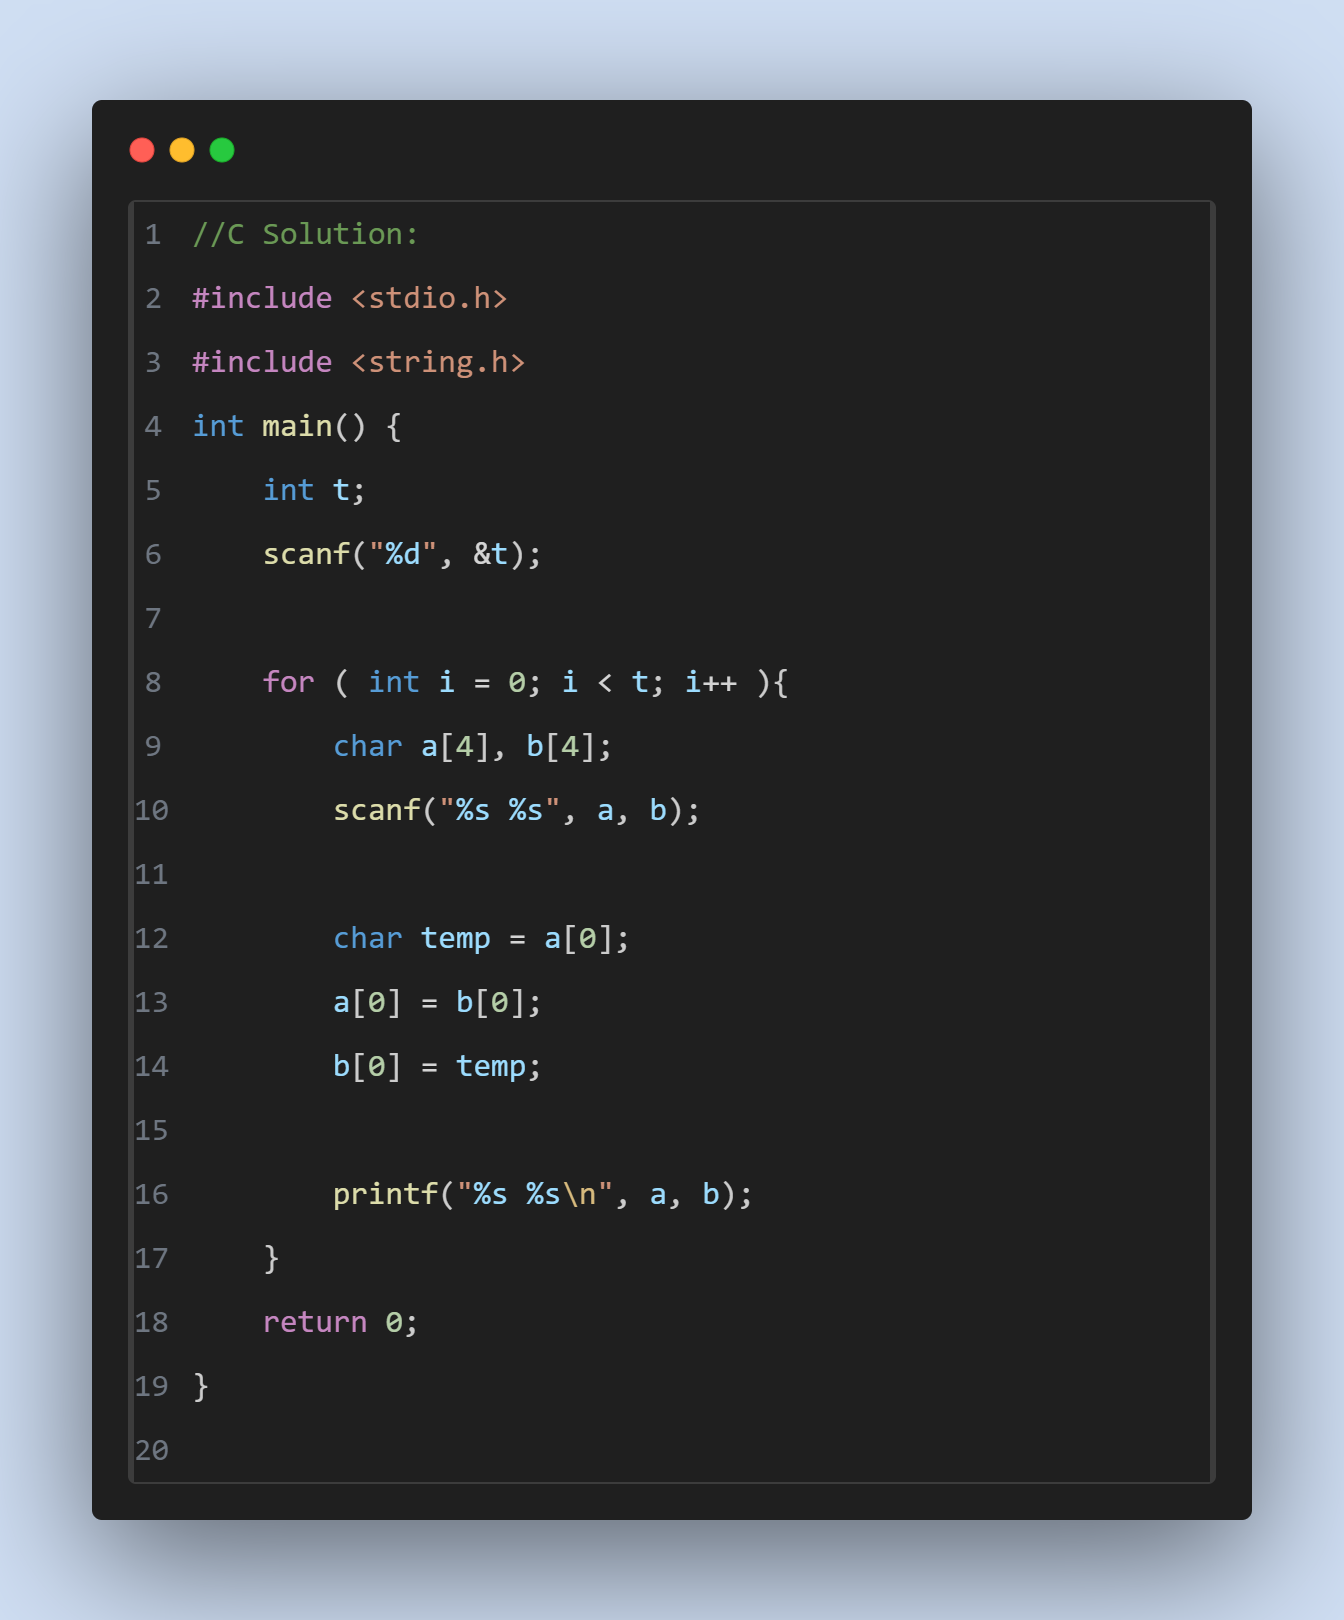 1 //C Solution:
2 #include <stdio.h>
3 #include <string.h>
4 int main() {
5     int t;
6     scanf("%d", &t);
7
8     for ( int i = 0; i < t; i++ ){
9         char a[4], b[4];
10         scanf("%s %s", a, b);
11
12         char temp = a[0];
13         a[0] = b[0];
14         b[0] = temp;
15
16         printf("%s %s\n", a, b);
17     }
18     return 0;
19 }
20